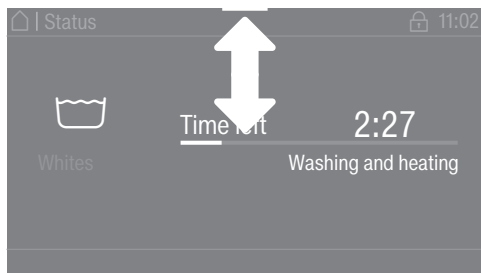 | Status
11:02
Time left
2:27
Whites
Washing and heating